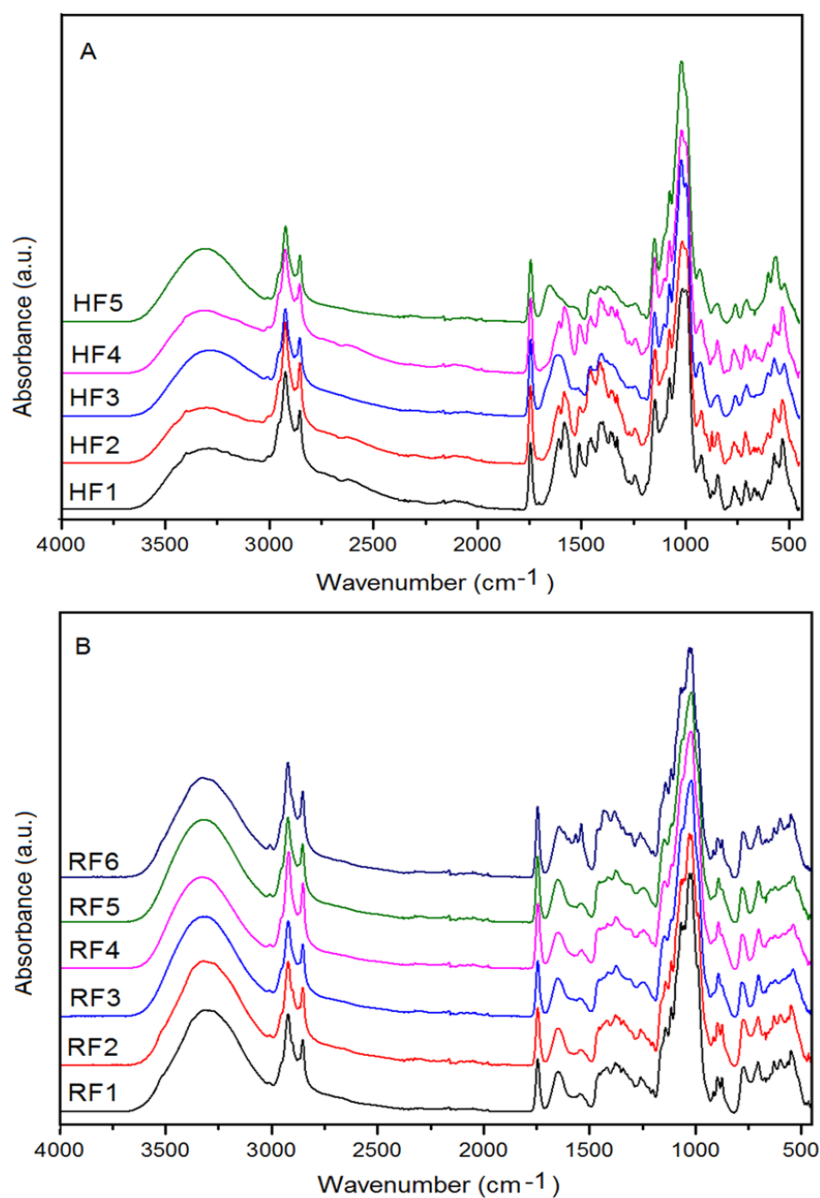 A
Absorbance (a.u.)
HF5
HF4
HF3
HF2
HF1
4000 3500 3000 2500 2000 1500 1000 500
Wavenumber (cm-1 )
B
Absorbance (a.u.)
RF6
RF5
RF4
RF3
RF2
RF1
4000 3500 3000 2500 2000 1500 1000 500
Wavenumber (cm-1 )